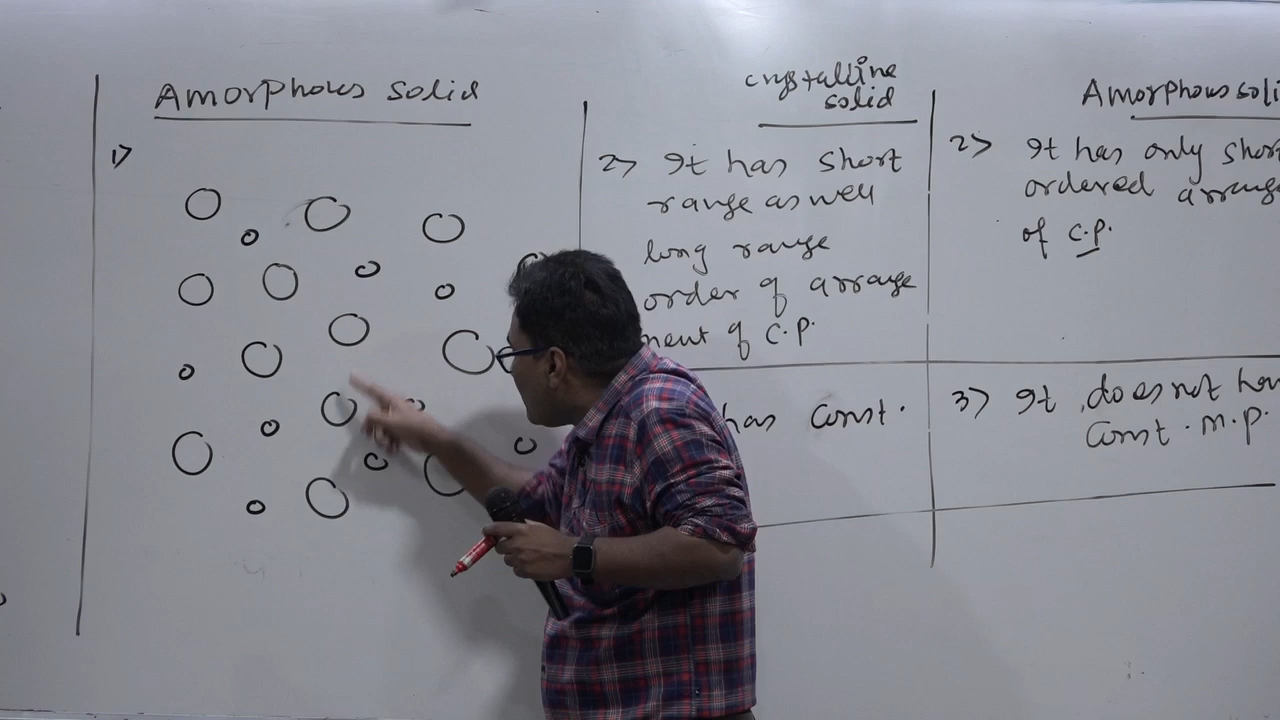 Amorphous solid
1>
crystalline
solid
2> It has short
range as well
long range
order of arrange
ment of C.P.
has Const.
Amorphous soli
2> It has only shor
ordered arrang
of C.P.
3> It does not hav
Const. M.P.